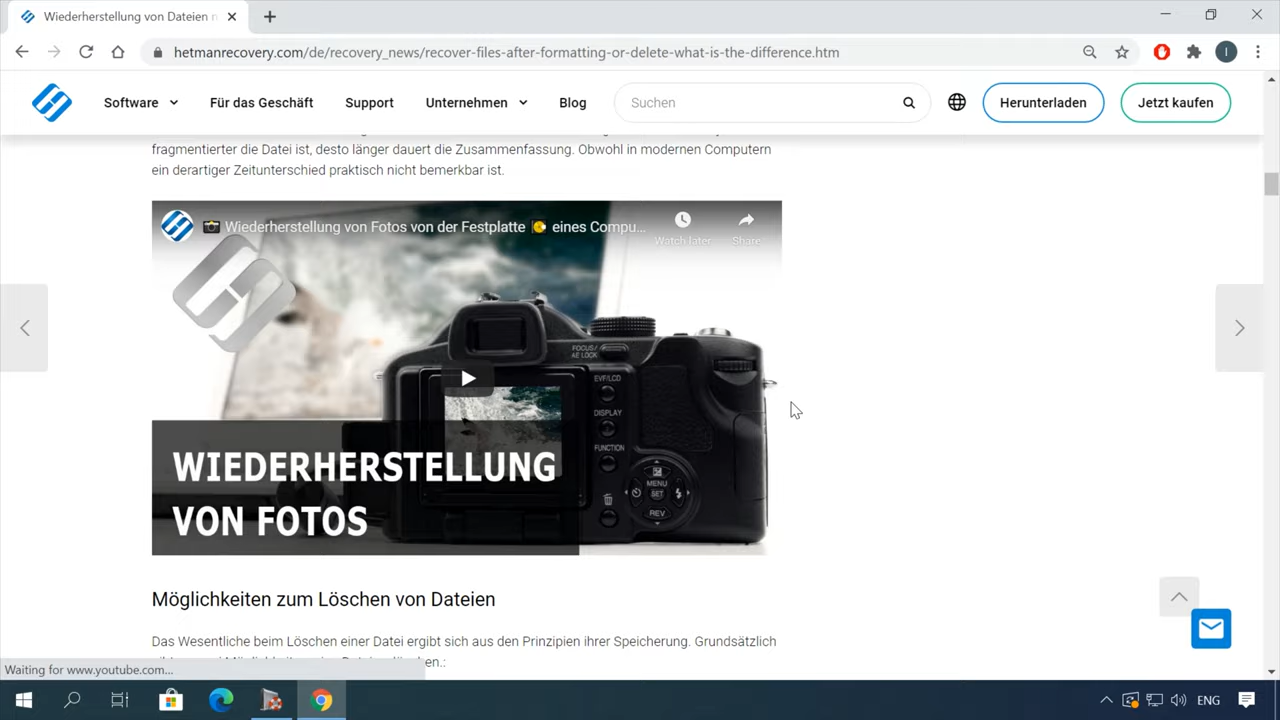 Wiederherstellung von Dateien n
hetmanrecovery.com/de/recovery_news/recover-files-after-formatting-or-delete-what-is-the-difference.htm
I
Software
Für das Geschäft
Support
Unternehmen
Blog
Suchen
Herunterladen
Jetzt kaufen
fragmentierter die Datei ist, desto länger dauert die Zusammenfassung. Obwohl in modernen Computern
ein derartiger Zeitunterschied praktisch nicht bemerkbar ist.
Wiederherstellung von Fotos von der Festplatte eines Compu...
Watch later
Share
FOCUS/
AE LOCK
EVF/LCD
DISPLAY
FUNCTION
MENU
SET
REV
WIEDERHERSTELLUNG
VON FOTOS
Möglichkeiten zum Löschen von Dateien
Das Wesentliche beim Löschen einer Datei ergibt sich aus den Prinzipien ihrer Speicherung. Grundsätzlich
Waiting for www.youtube.com...
ENG